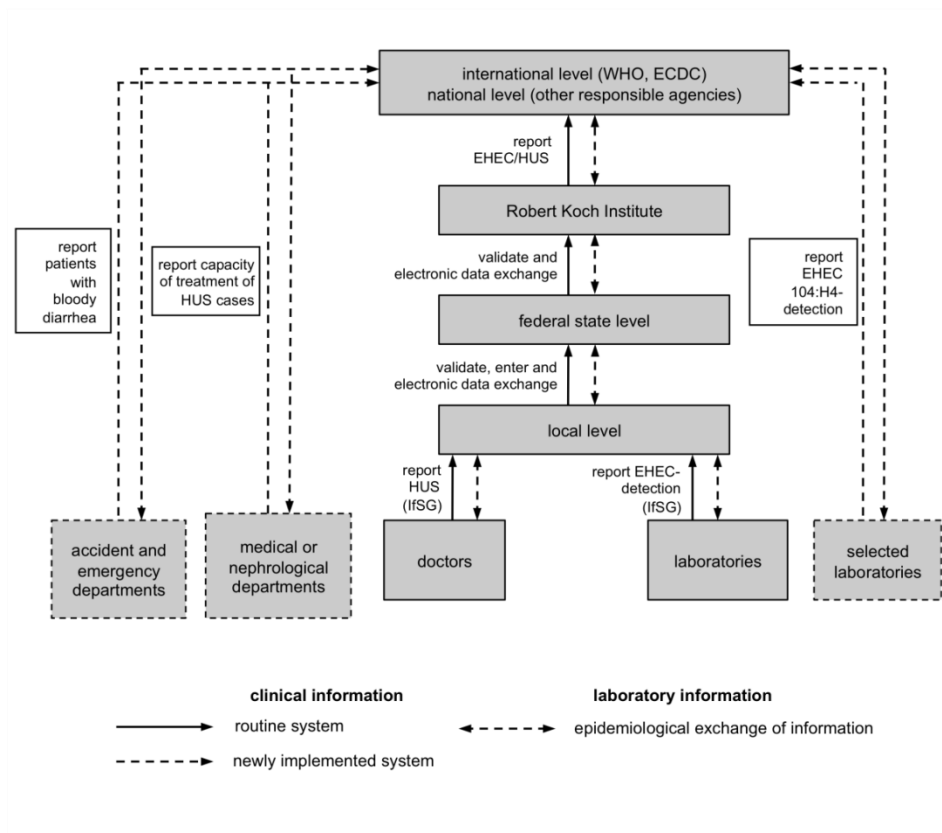 international level (WHO, ECDC)
national level (other responsible agencies)
report
EHEC/HUS
Robert Koch Institute
report
patients
with
bloody
diarrhea
report capacity
of treatment of
HUS cases
validate and
electronic data exchange
report
EHEC
104:H4-
detection
federal state level
validate, enter and
electronic data exchange
local level
report
HUS
(IfSG)
report EHEC-
detection
(IfSG)
accident and
emergency
departments
medical or
nephrological
departments
doctors
laboratories
selected
laboratories
clinical information
laboratory information
routine system
epidemiological exchange of information
newly implemented system